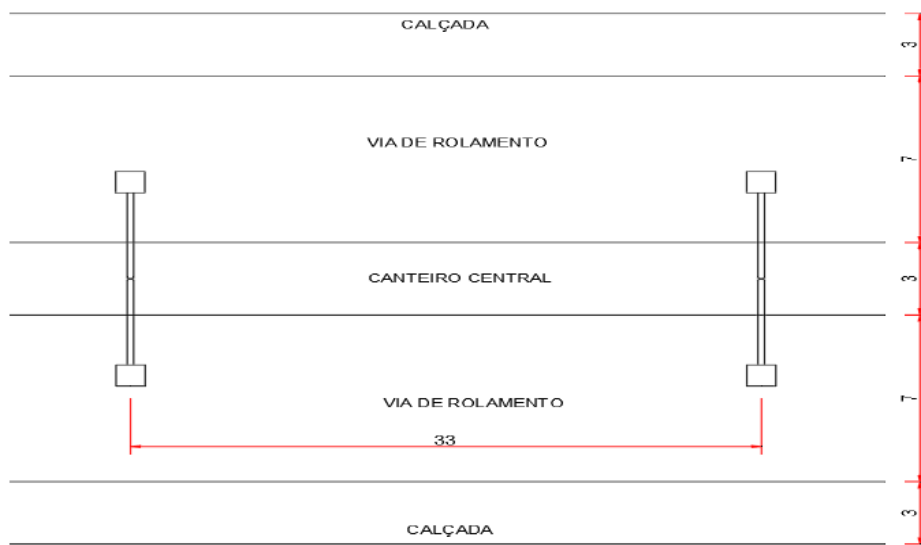 CALÇADA
3
VIA DE ROLAMENTO
7
CANTEIRO CENTRAL
3
VIA DE ROLAMENTO
7
33
CALÇADA
3